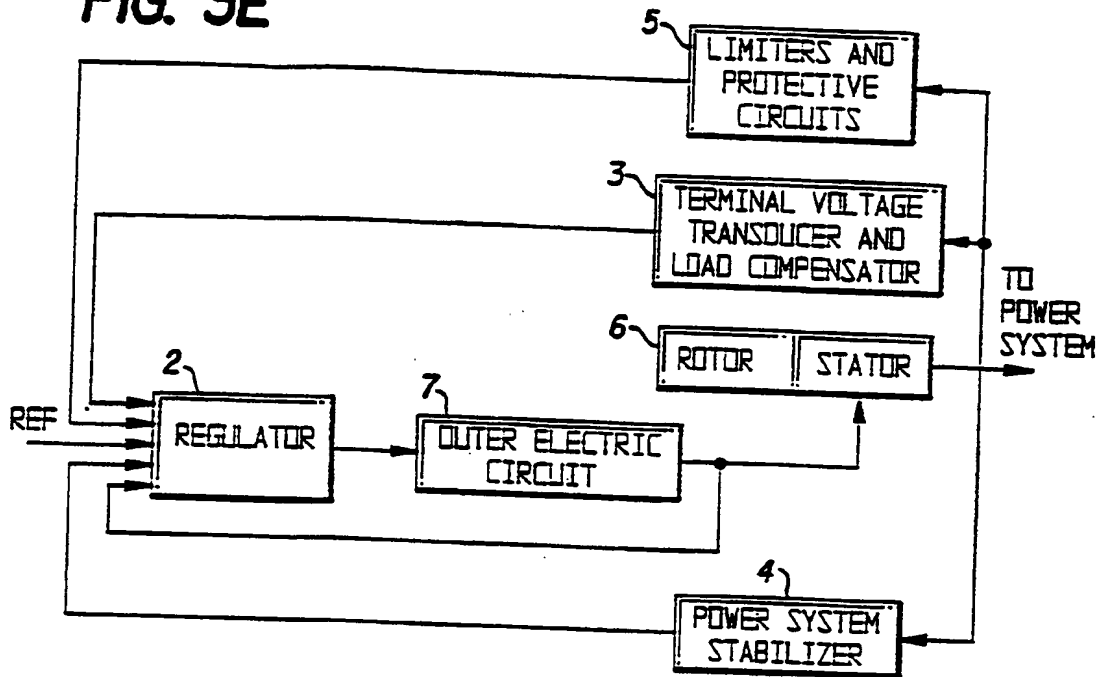 FIG. 3E
5
LIMITERS AND
PROTECTIVE
CIRCUITS
3
TERMINAL VOLTAGE
TRANSDUCER AND
LOAD COMPENSATOR
TO
POWER
SYSTEM
6
ROTOR
STATOR
2
REGULATOR
REF
7
OUTER ELECTRIC
CIRCUIT
4
POWER SYSTEM
STABILIZER